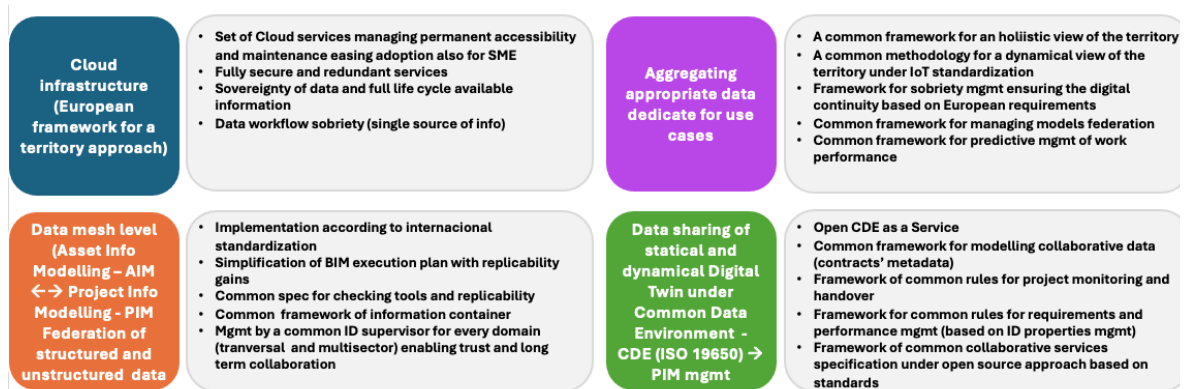 Cloud
infrastructure
(European
framework for a
territory approach)
• Set of Cloud services managing permanent accessibility
and maintenance easing adoption also for SME
• Fully secure and redundant services
• Sovereignty of data and full life cycle available
information
• Data workflow sobriety (single source of info)
Aggregating
appropriate data
dedicate for use
cases
• A common framework for an holiistic view of the territory
• A common methodology for a dynamical view of the
territory under IoT standardization
• Framework for sobriety mgmt ensuring the digital
continuity based on European requirements
• Common framework for managing models federation
• Common framework for predictive mgmt of work
performance
Data mesh level
(Asset Info
Modelling – AIM
←→ Project Info
Modelling - PIM
Federation of
structured and
unstructured data
• Implementation according to internacional
standardization
• Simplification of BIM execution plan with replicability
gains
• Common spec for checking tools and replicability
• Common framework of information container
• Mgmt by a common ID supervisor for every domain
(tranversal and multisector) enabling trust and long
term collaboration
Data sharing of
statical and
dynamical Digital
Twin under
Common Data
Environment -
CDE (ISO 19650) →
PIM mgmt
• Open CDE as a Service
• Common framework for modelling collaborative data
(contracts’ metadata)
• Framework of common rules for project monitoring and
handover
• Framework for common rules for requirements and
performance mgmt (based on ID properties mgmt)
• Framework of common collaborative services
specification under open source approach based on
standards